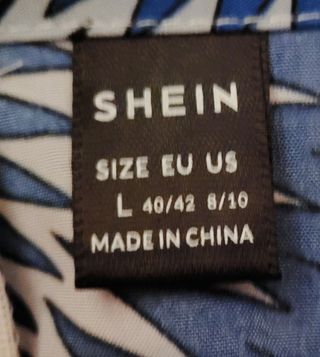 SHEIN
SIZE EU US
L 40/42 8/10
MADE IN CHINA